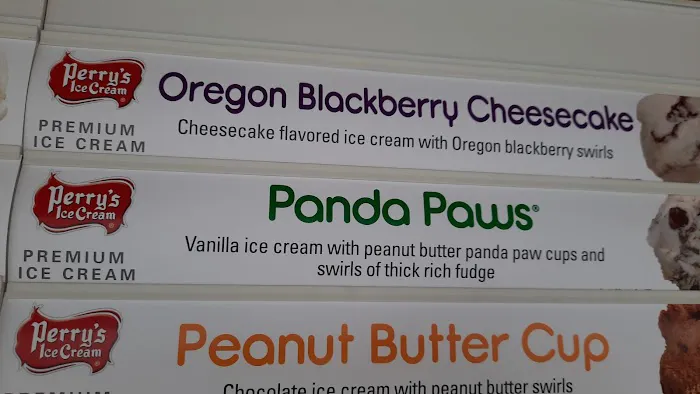 Perry's
Ice Cream
PREMIUM
ICE CREAM
Oregon Blackberry Cheesecake
Cheesecake flavored ice cream with Oregon blackberry swirls
Perry's
Ice Cream
PREMIUM
ICE CREAM
Panda Paws®
Vanilla ice cream with peanut butter panda paw cups and
swirls of thick rich fudge
Perry's
Ice Cream
PREMIUM
Peanut Butter Cup
Chocolate ice cream with peanut butter swirls